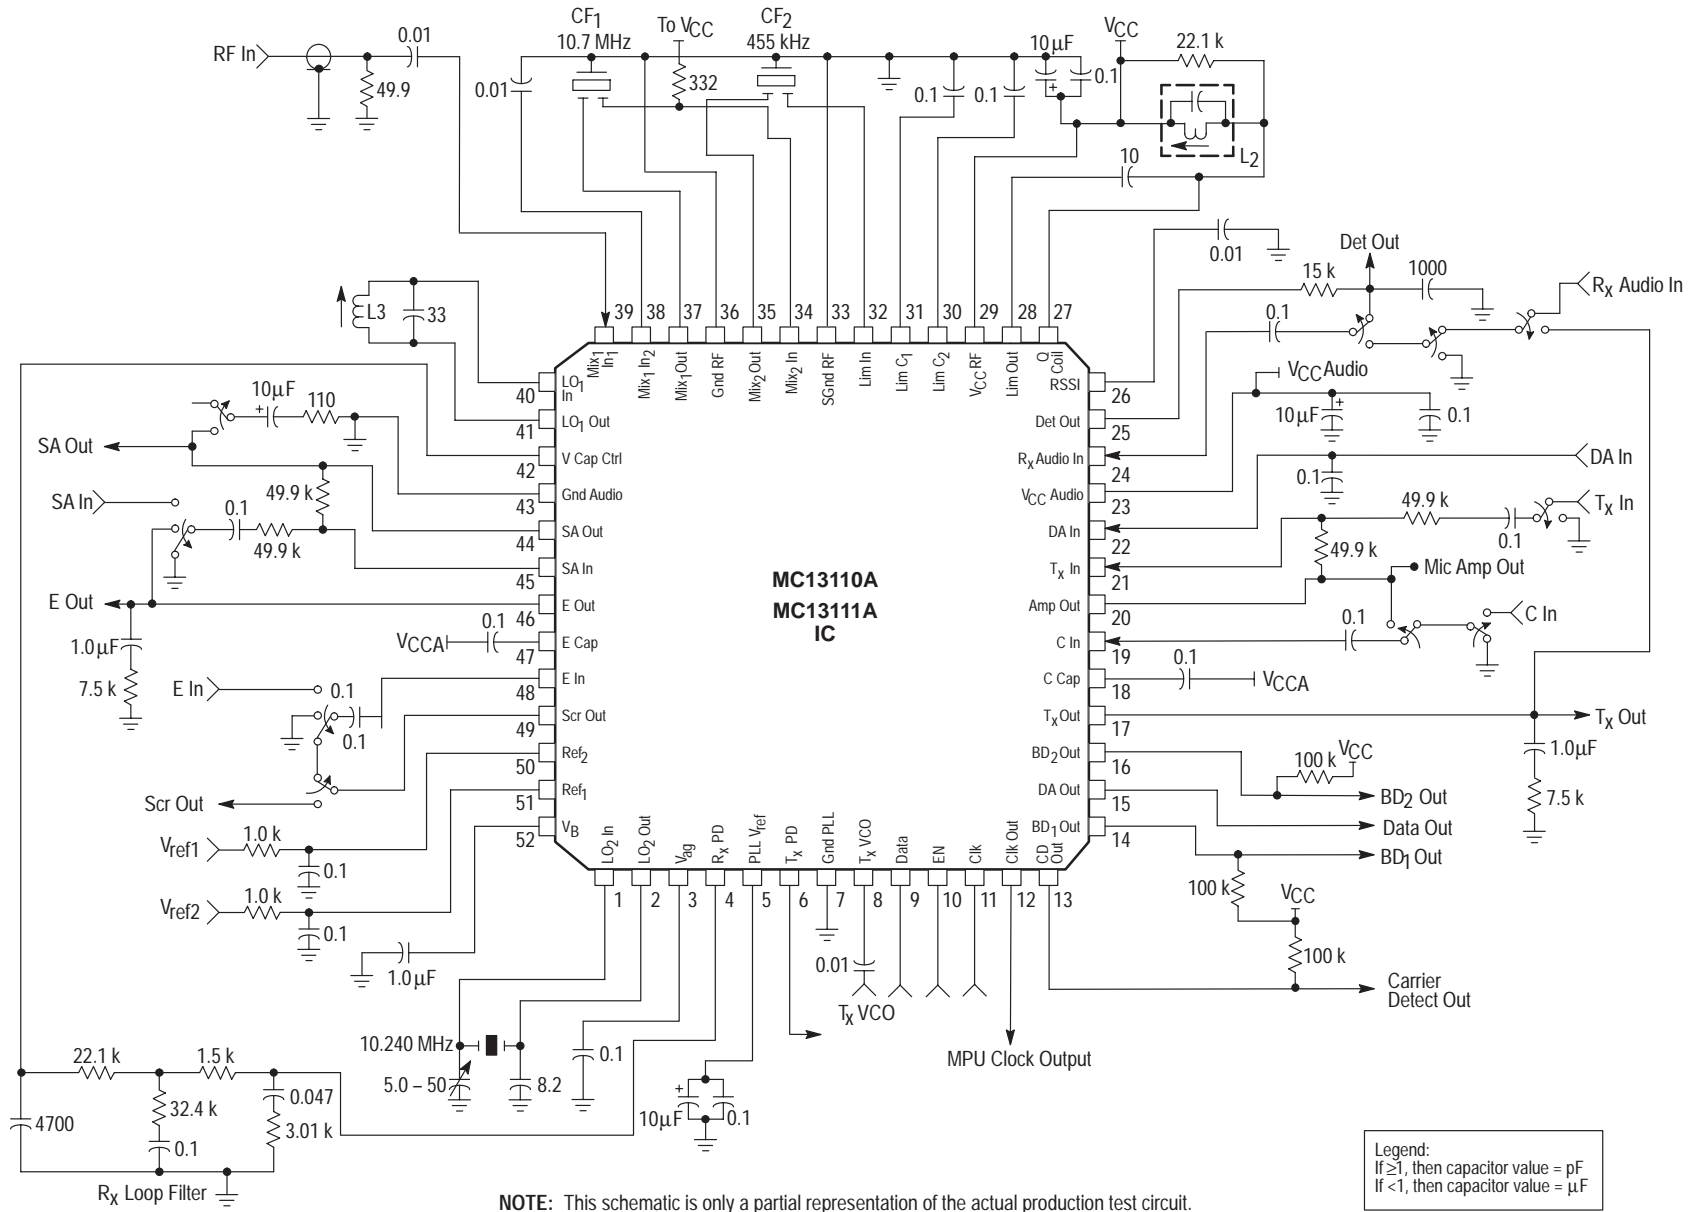 CF1
10.7 MHz
To VCC
CF2
455 kHz
VCC
RF In
0.01
49.9
0.01
332
0.1
0.1
10 µF
+
0.1
22.1 k
L2
10
0.01
Det Out
15 k
1000
RX Audio In
0.1
VCC Audio
10 µF
+
0.1
L3
33
39
38
37
36
35
34
33
32
31
30
29
28
27
Mix1 In1
Mix1 In2
Mix1 Out
Gnd RF
Mix2 Out
Mix2 In
SGnd RF
Lim In
Lim C1
Lim C2
VCC RF
Lim Out
Q Coil
LO1 In
40
LO1 Out
41
V Cap Ctrl
42
Gnd Audio
43
SA Out
44
SA In
45
E Out
46
E Cap
47
E In
48
Scr Out
49
Ref2
50
Ref1
51
VB
52
RSSI
26
Det Out
25
RX Audio In
24
VCC Audio
23
DA In
22
TX In
21
Amp Out
20
C In
19
C Cap
18
TX Out
17
BD2 Out
16
DA Out
15
BD1 Out
14
MC13110A
MC13111A
IC
LO2 In
LO2 Out
Vag
RX PD
PLL Vref
TX PD
Gnd PLL
TX VCO
Data
EN
Clk
Clk Out
CD Out
1
2
3
4
5
6
7
8
9
10
11
12
13
10 µF
+
110
SA Out
SA In
49.9 k
0.1
49.9 k
E Out
1.0 µF
7.5 k
VCCA
0.1
E In
0.1
0.1
Scr Out
Vref1
1.0 k
0.1
Vref2
1.0 k
0.1
1.0 µF
10.240 MHz
5.0 – 50
8.2
0.1
+
10 µF
0.1
0.01
TX VCO
MPU Clock Output
DA In
0.1
49.9 k
TX In
0.1
49.9 k
Mic Amp Out
C In
0.1
0.1
VCCA
TX Out
1.0 µF
7.5 k
100 k
VCC
BD2 Out
Data Out
BD1 Out
100 k
VCC
100 k
Carrier
Detect Out
22.1 k
1.5 k
4700
32.4 k
0.1
0.047
3.01 k
RX Loop Filter
Legend:
If ≥1, then capacitor value = pF
If <1, then capacitor value = µF
NOTE: This schematic is only a partial representation of the actual production test circuit.